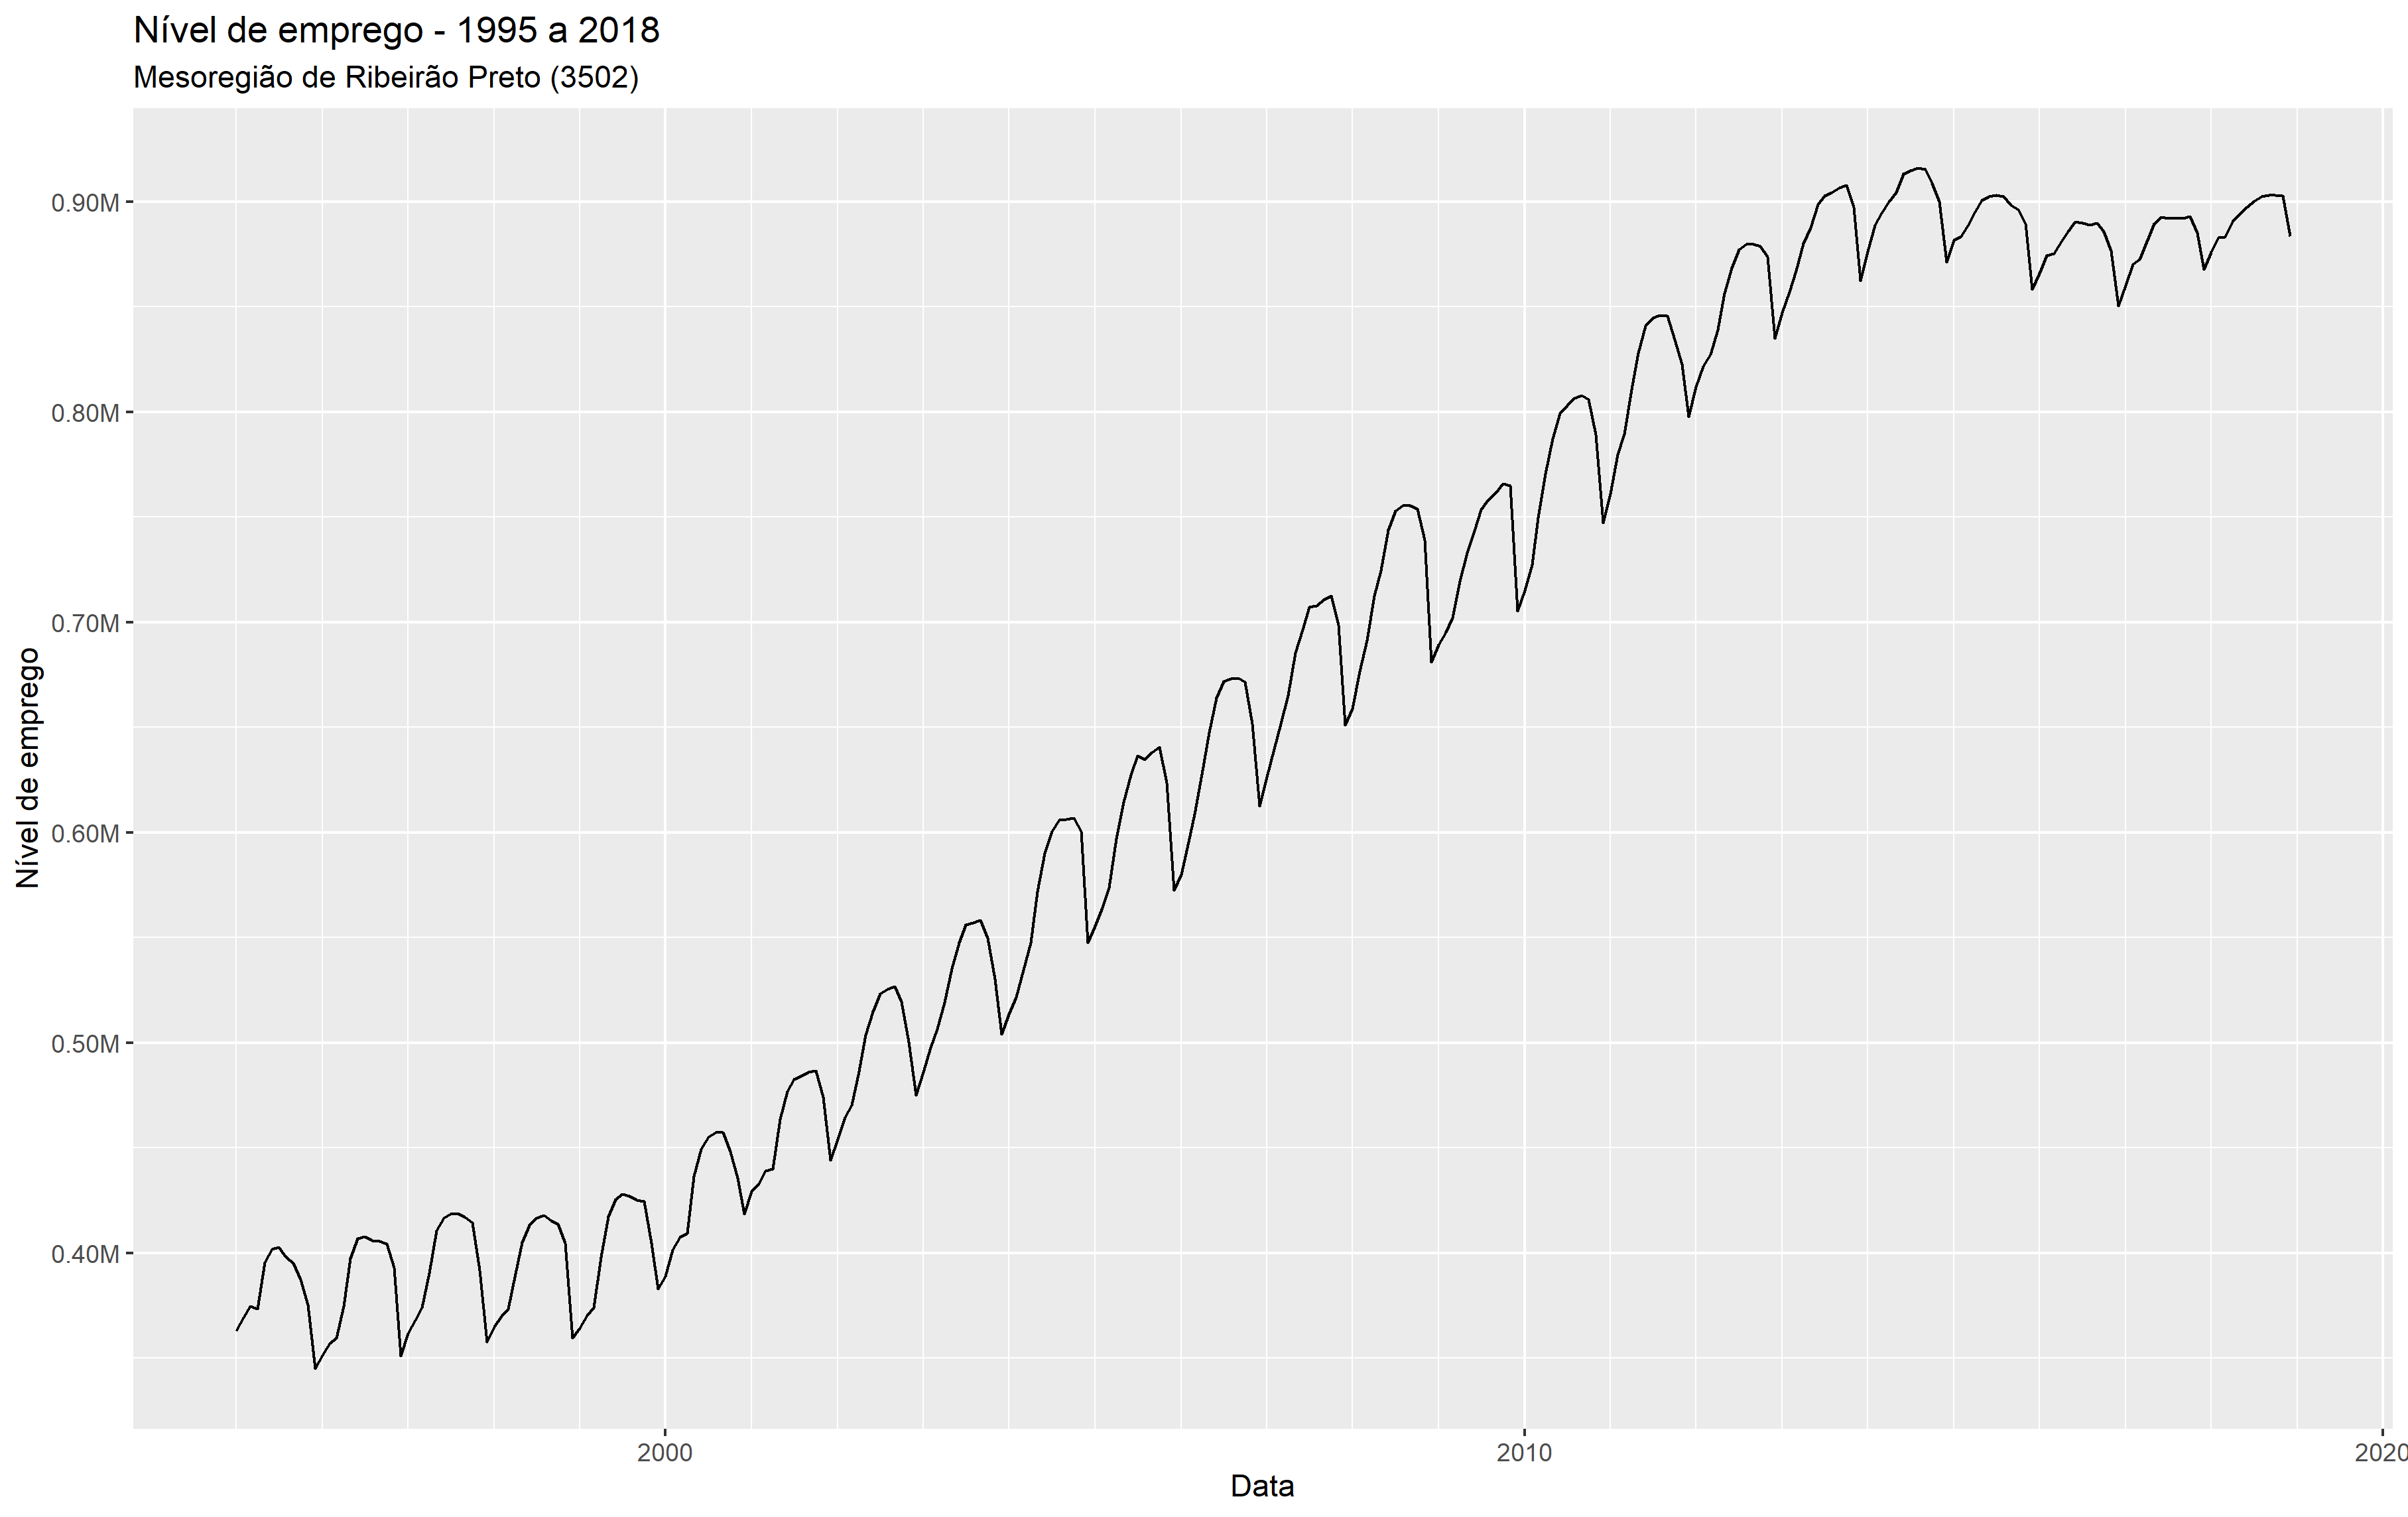 Nível de emprego - 1995 a 2018
Mesoregião de Ribeirão Preto (3502)
Nível de emprego
0.90M
0.80M
0.70M
0.60M
0.50M
0.40M
2000
2010
2020
Data